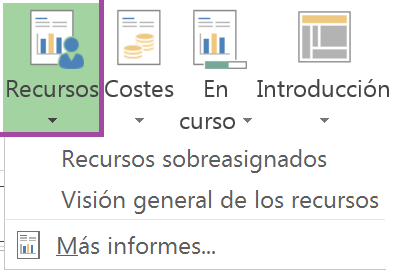 Recursos Costes En Introducción
curso
Recursos sobreasignados
Visión general de los recursos
Más informes...